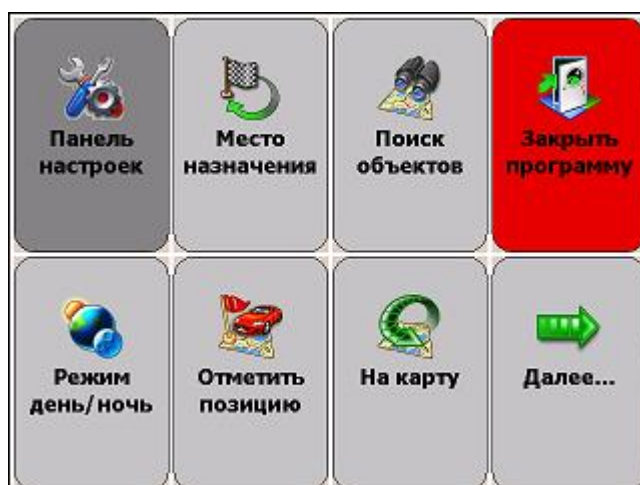 Панель
настроек
Место
назначения
Поиск
объектов
Закрыть
программу
Режим
день/ночь
Отметить
позицию
На карту
Далее...